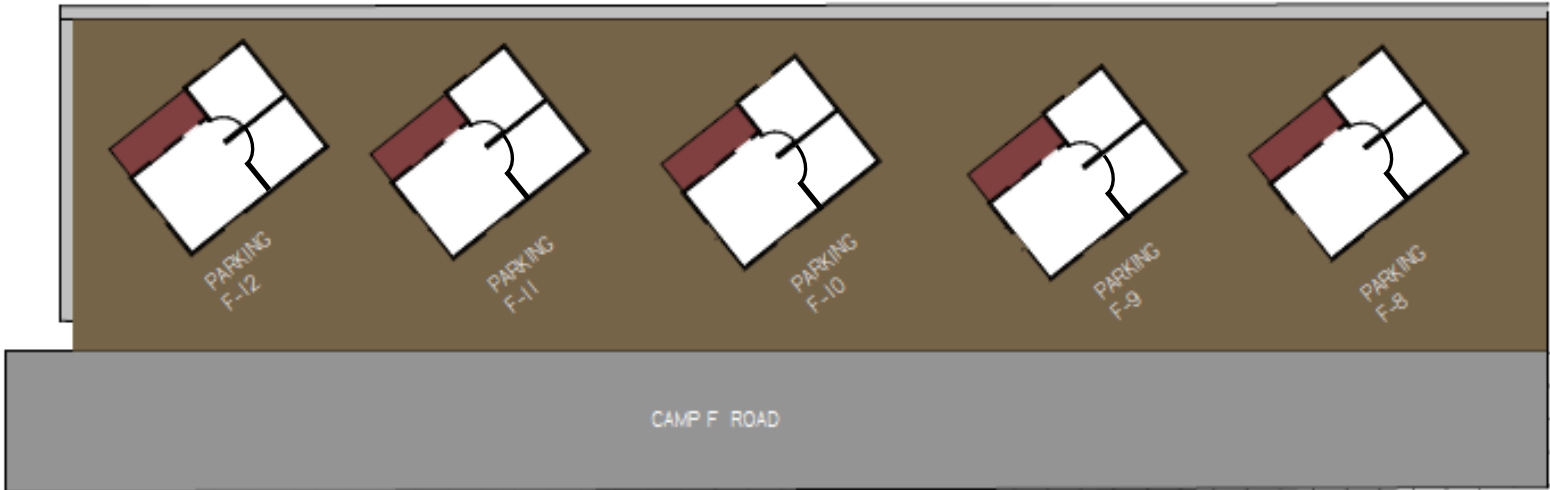 PARKING
F-12
PARKING
F-11
PARKING
F-10
PARKING
F-9
PARKING
F-8
CAMP F ROAD